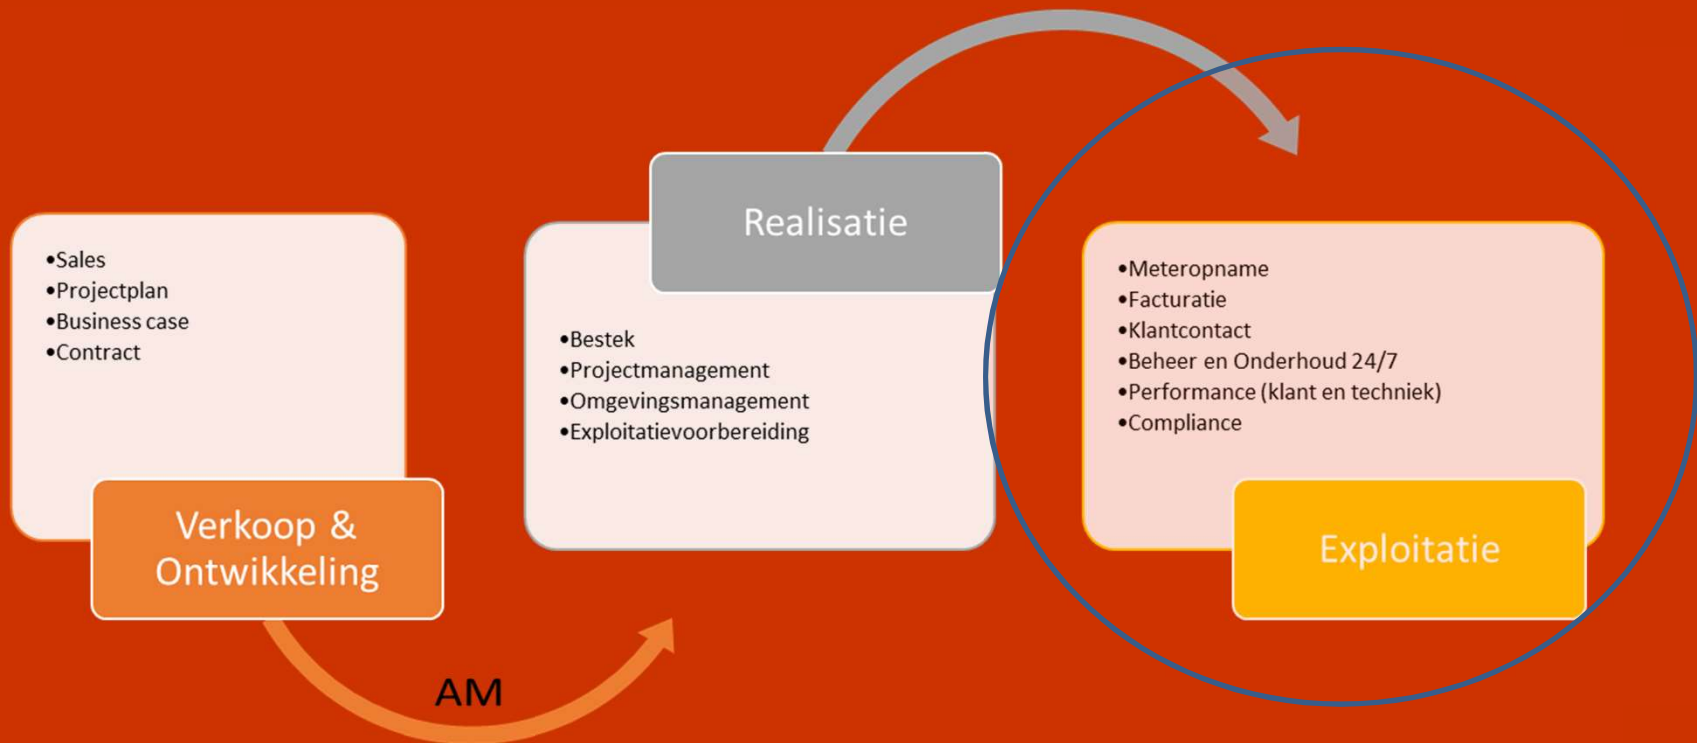 •Sales
•Projectplan
•Business case
•Contract
Verkoop &
Ontwikkeling
AM
Realisatie
•Bestek
•Projectmanagement
•Omgevingsmanagement
•Exploitatievoorbereiding
•Meteropname
•Facturatie
•Klantcontact
•Beheer en Onderhoud 24/7
•Performance (klant en techniek)
•Compliance
Exploitatie